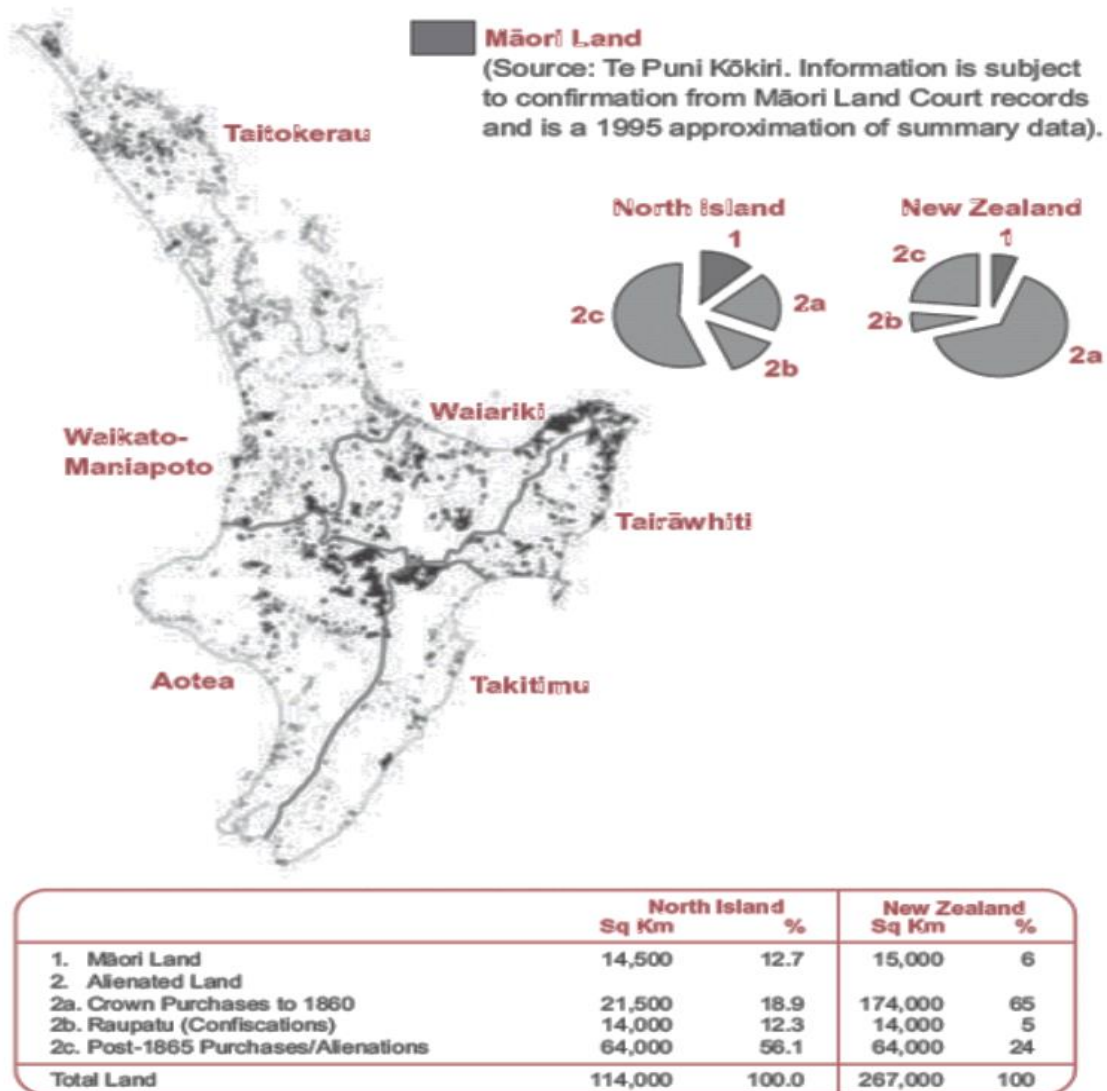 Māori Land
(Source: Te Puni Kōkiri. Information is subject
to confirmation from Māori Land Court records
and is a 1995 approximation of summary data).
Taitokerau
North Island
New Zealand
1
2a
2b
2c
1
2a
2b
2c
Waiariki
Waikato-
Maniapoto
Tairāwhiti
Aotea
Takitimu
North Island New Zealand
Sq Km % Sq Km %
1. Māori Land 14,500 12.7 15,000 6
2. Alienated Land
2a. Crown Purchases to 1860 21,500 18.9 174,000 65
2b. Raupatu (Confiscations) 14,000 12.3 14,000 5
2c. Post-1865 Purchases/Alienations 64,000 56.1 64,000 24
Total Land 114,000 100.0 267,000 100